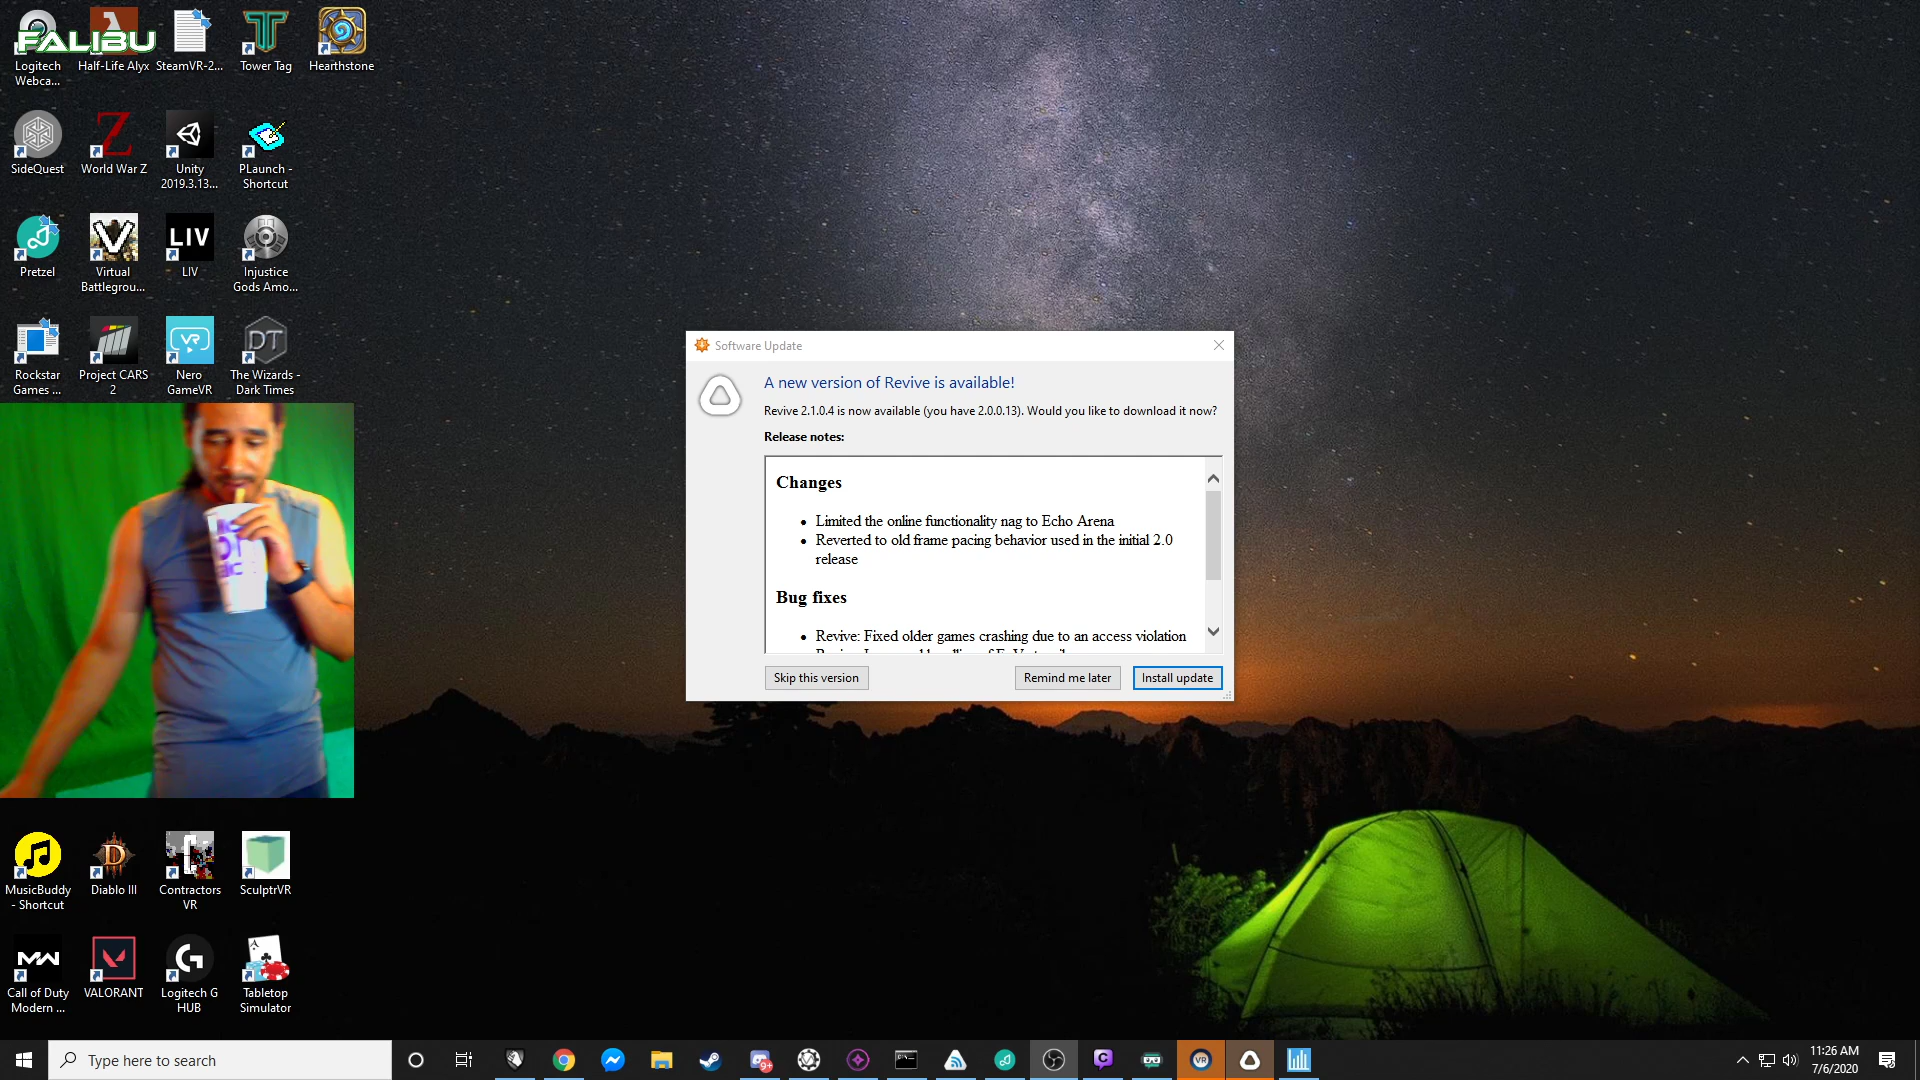 FALIBU
Logitech Webca...
Half-Life Alyx
SteamVR-2...
Tower Tag
Hearthstone
SideQuest
World War Z
Unity 2019.3.13...
PLaunch - Shortcut
Pretzel
Virtual Battlegrou...
LIV
LIV
Injustice Gods Amo...
Rockstar Games ...
Project CARS 2
VR
Nero GameVR
DT
The Wizards - Dark Times
Software Update
A new version of Revive is available!
Revive 2.1.0.4 is now available (you have 2.0.0.13). Would you like to download it now?
Release notes:
Changes
Limited the online functionality nag to Echo Arena
Reverted to old frame pacing behavior used in the initial 2.0
release
Bug fixes
Revive: Fixed older games crashing due to an access violation
Skip this version
Remind me later
Install update
MusicBuddy - Shortcut
Diablo III
Contractors VR
SculptrVR
MW
Call of Duty Modern ...
VALORANT
Logitech G HUB
Tabletop Simulator
Type here to search
9+
VR
11:26 AM
7/6/2020